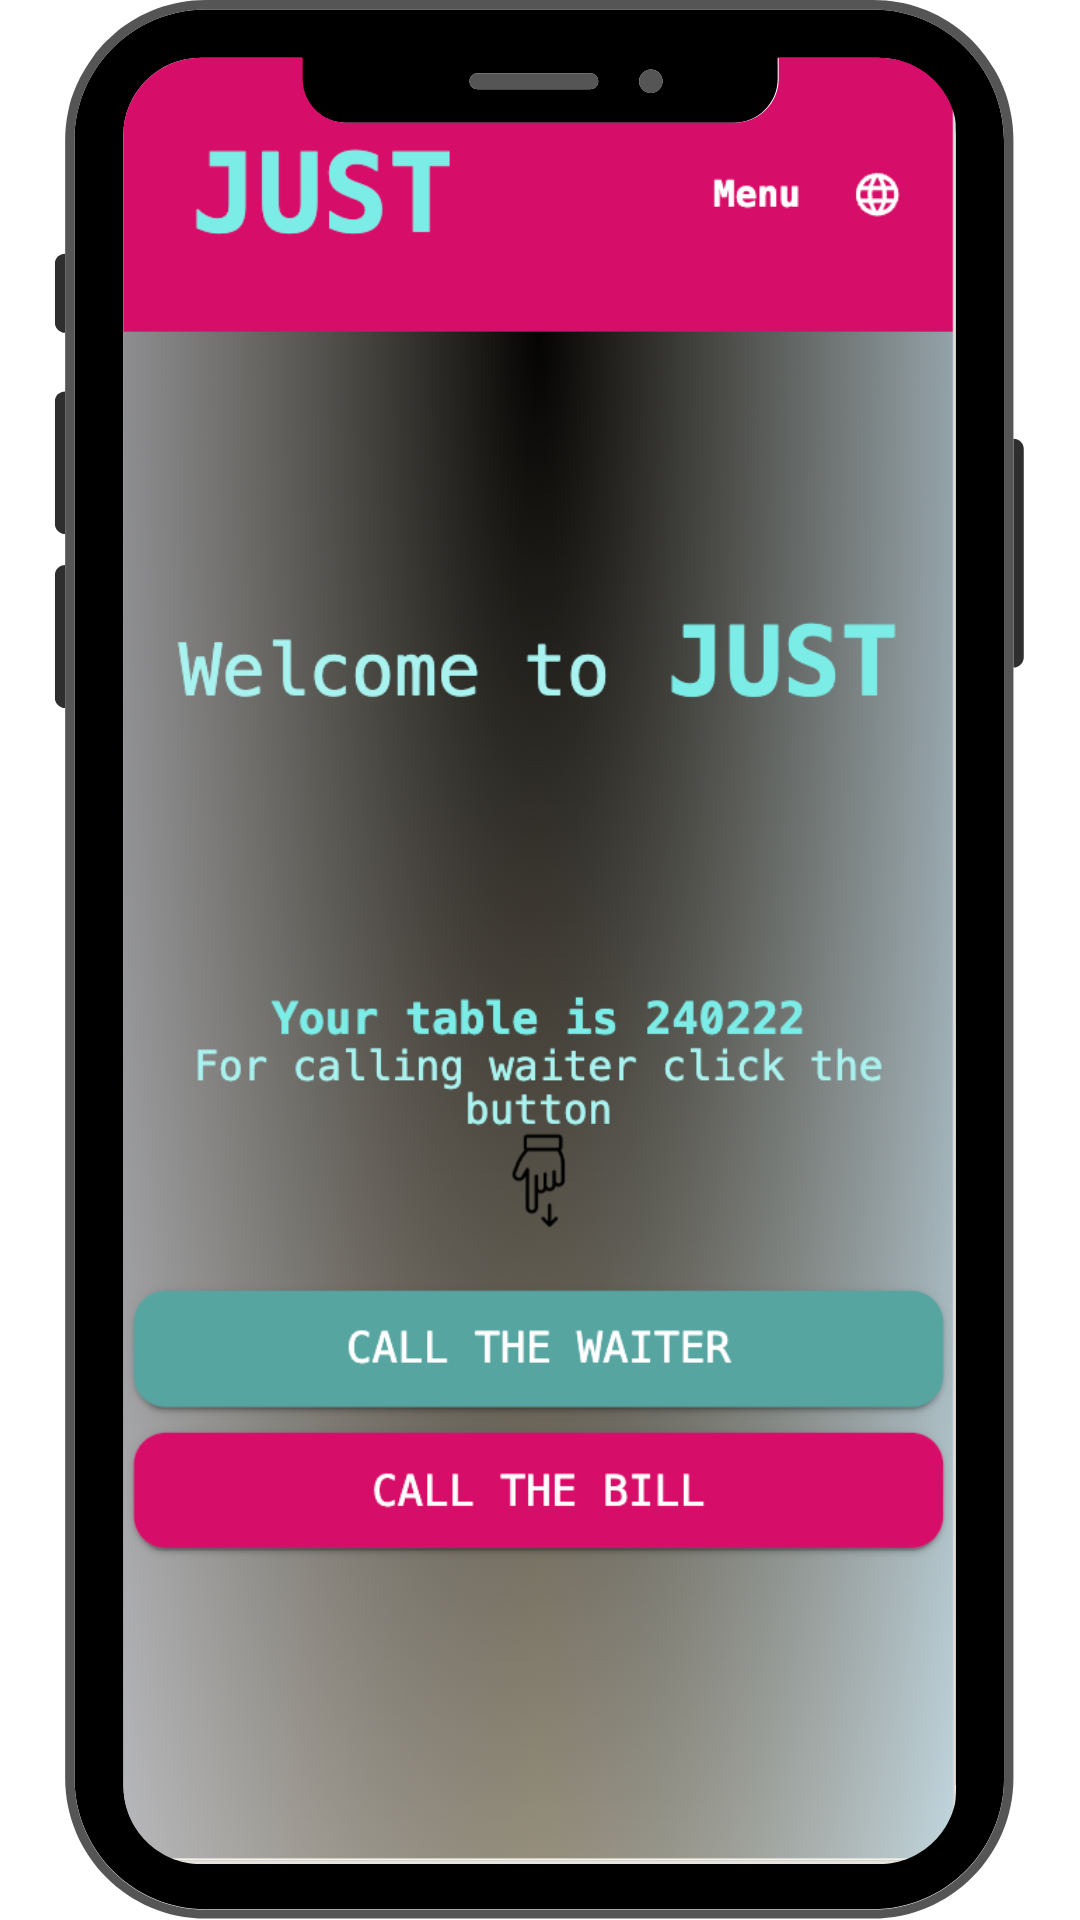 JUST
Menu
Welcome to JUST
Your table is 240222
For calling waiter click the
button
CALL THE WAITER
CALL THE BILL